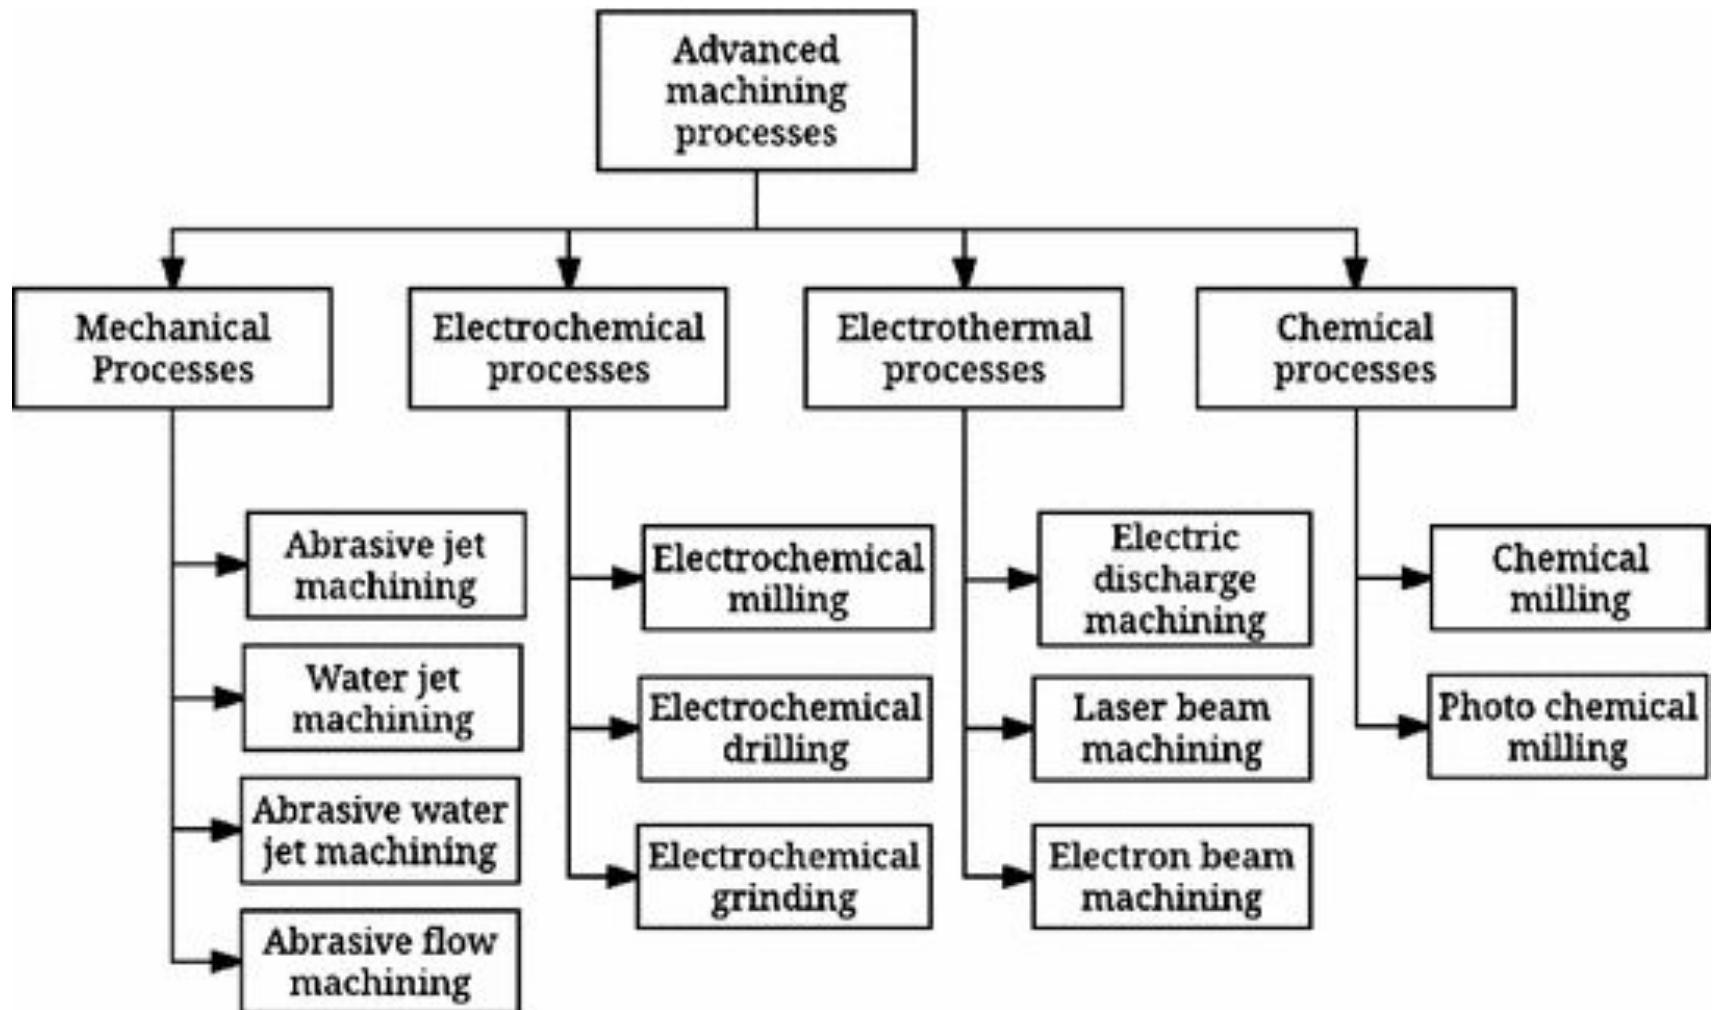 Advanced
machining
processes
Mechanical
Processes
Electrochemical
processes
Electrothermal
processes
Chemical
processes
Abrasive jet
machining
Water jet
machining
Abrasive water
jet machining
Abrasive flow
machining
Electrochemical
milling
Electrochemical
drilling
Electrochemical
grinding
Electric
discharge
machining
Laser beam
machining
Electron beam
machining
Chemical
milling
Photo chemical
milling